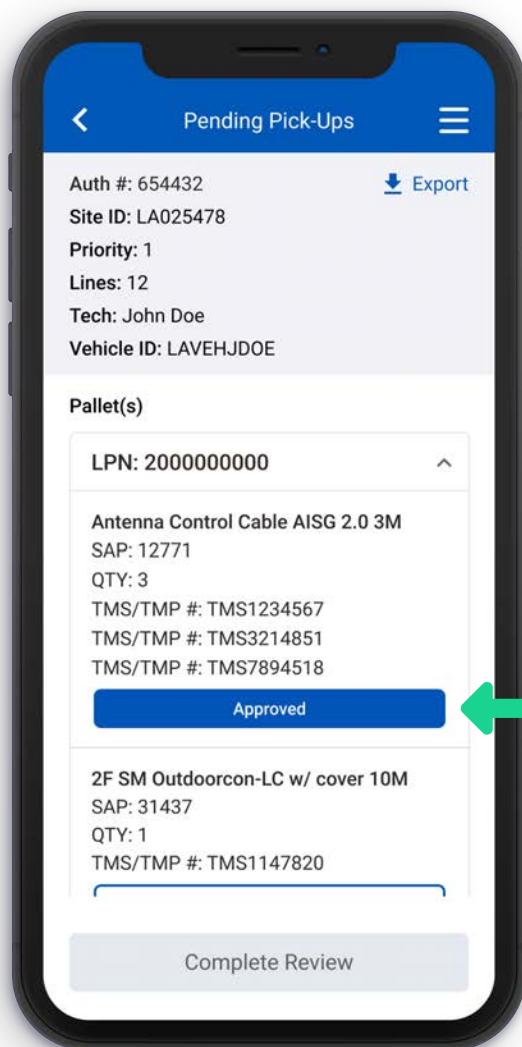 Pending Pick-Ups
Auth #: 654432
Export
Site ID: LA025478
Priority: 1
Lines: 12
Tech: John Doe
Vehicle ID: LAVEHJDOE
Pallet(s)
LPN: 2000000000
Antenna Control Cable AISG 2.0 3M
SAP: 12771
QTY: 3
TMS/TMP #: TMS1234567
TMS/TMP #: TMS3214851
TMS/TMP #: TMS7894518
Approved
2F SM Outdoorcon-LC w/ cover 10M
SAP: 31437
QTY: 1
TMS/TMP #: TMS1147820
Complete Review